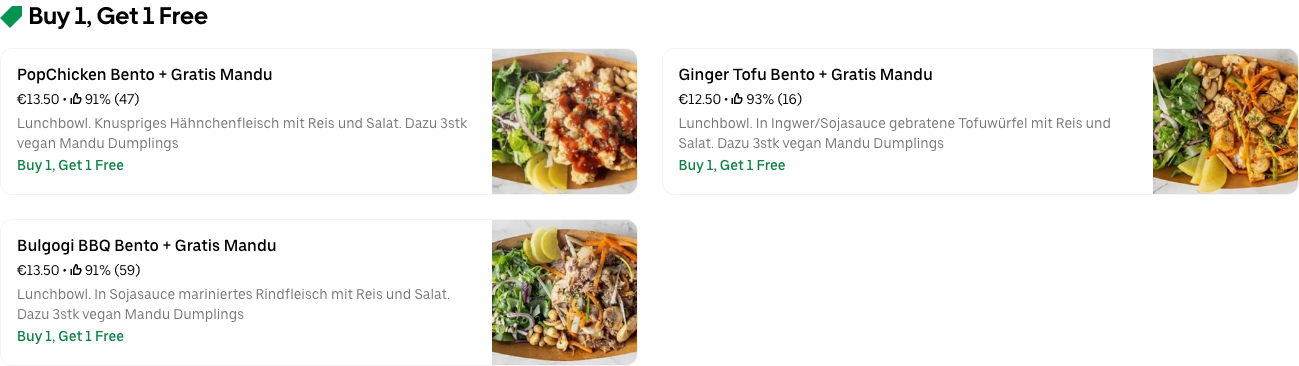 Buy 1, Get 1 Free
PopChicken Bento + Gratis Mandu
€13.50 • 91% (47)
Lunchbowl. Knuspriges Hähnchenfleisch mit Reis und Salat. Dazu 3stk
vegan Mandu Dumplings
Buy 1, Get 1 Free
Ginger Tofu Bento + Gratis Mandu
€12.50 • 93% (16)
Lunchbowl. In Ingwer/Sojasauce gebratene Tofuwürfel mit Reis und
Salat. Dazu 3stk vegan Mandu Dumplings
Buy 1, Get 1 Free
Bulgogi BBQ Bento + Gratis Mandu
€13.50 • 91% (59)
Lunchbowl. In Sojasauce mariniertes Rindfleisch mit Reis und Salat.
Dazu 3stk vegan Mandu Dumplings
Buy 1, Get 1 Free